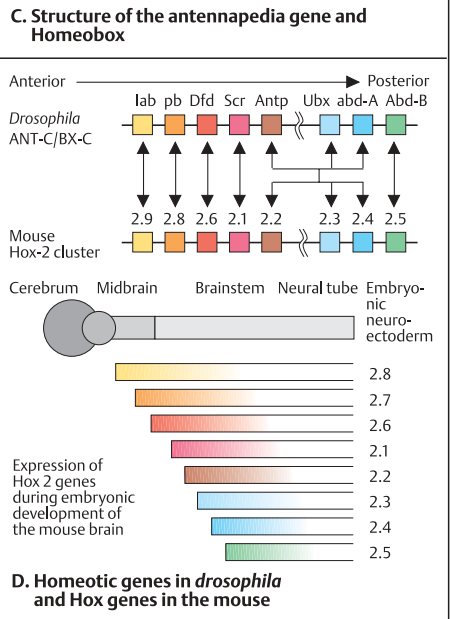 C. Structure of the antennapedia gene and
Homeobox
Anterior Posterior
lab pb Dfd Scr Antp Ubx abd-A Abd-B
Drosophila
ANT-C/BX-C
2.9 2.8 2.6 2.1 2.2 2.3 2.4 2.5
Mouse
Hox-2 cluster
Cerebrum Midbrain Brainstem Neural tube Embryo-
nic
neuro-
ectoderm
2.8
2.7
2.6
2.1
2.2
2.3
2.4
2.5
Expression of
Hox 2 genes
during embryonic
development of
the mouse brain
D. Homeotic genes in drosophila
and Hox genes in the mouse